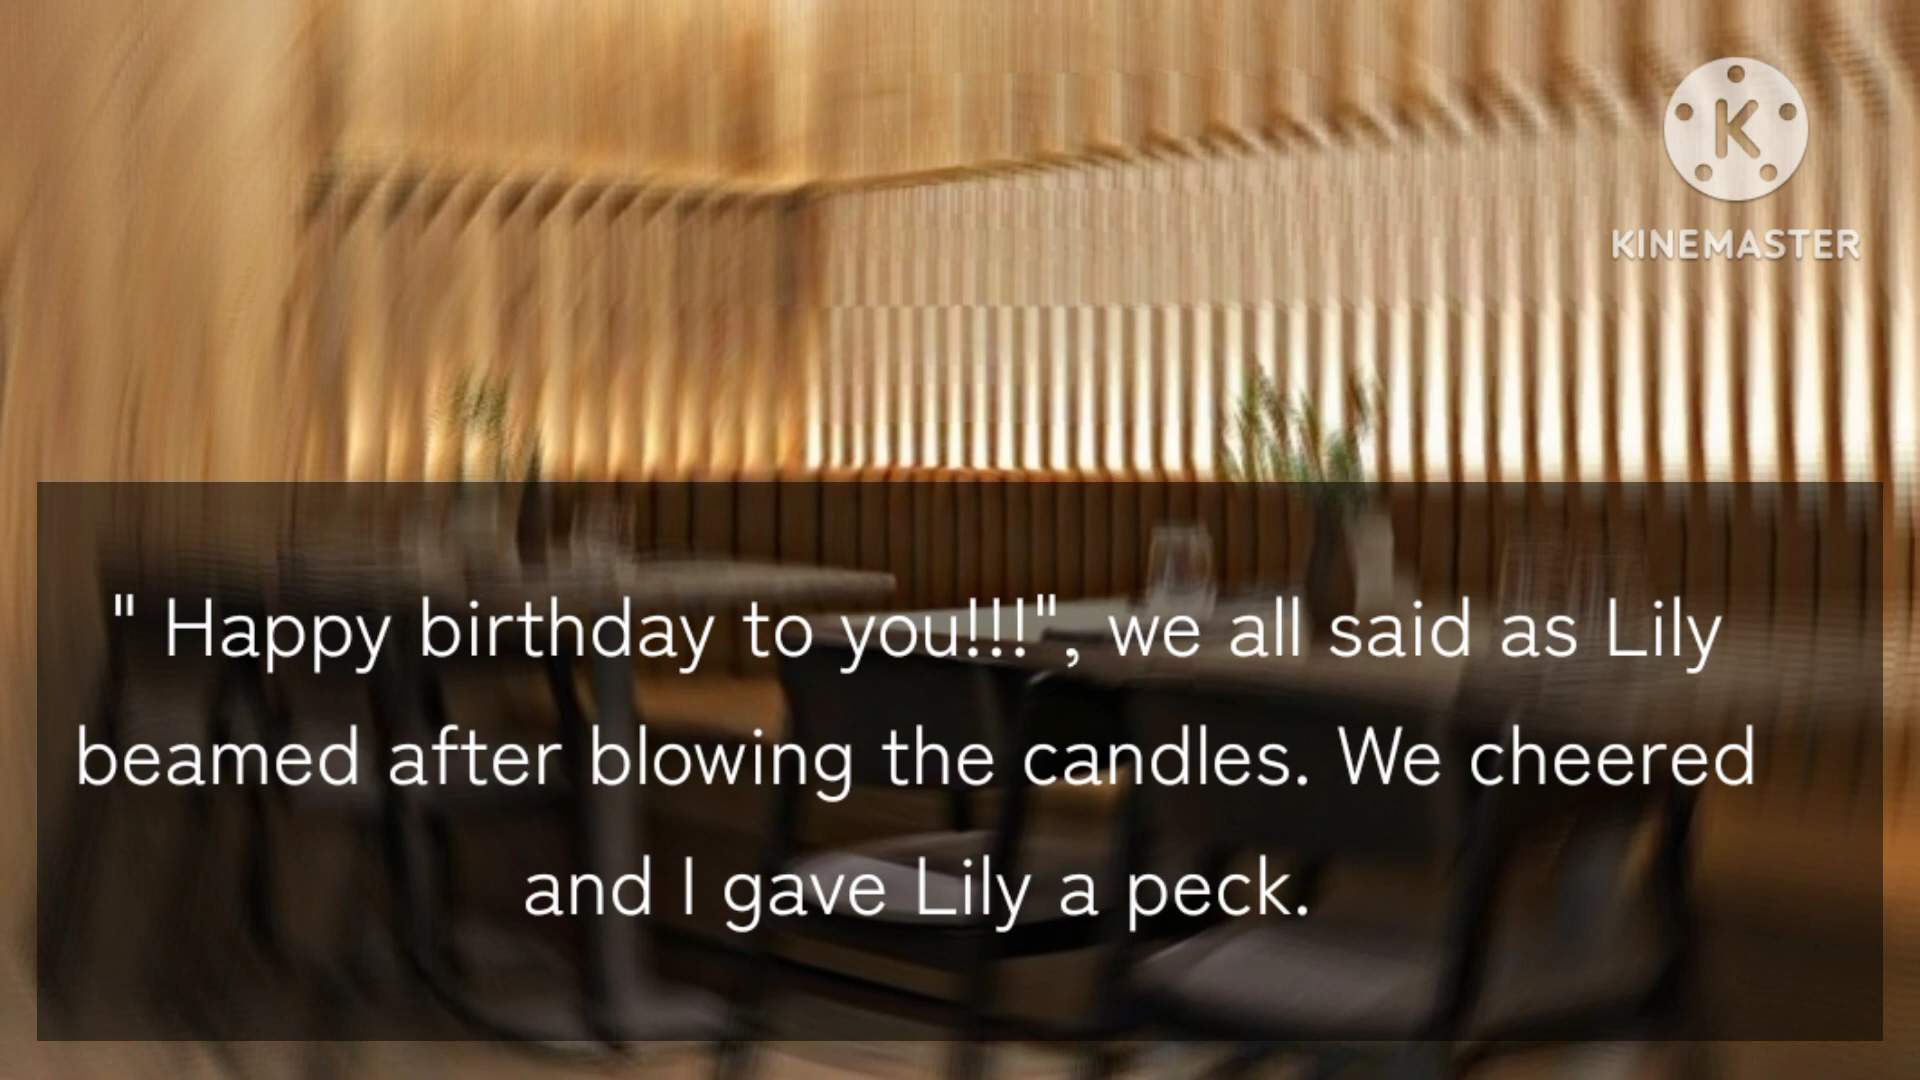 K
KINEMASTER
" Happy birthday to you!!!", we all said as Lily
beamed after blowing the candles. We cheered
and I gave Lily a peck.